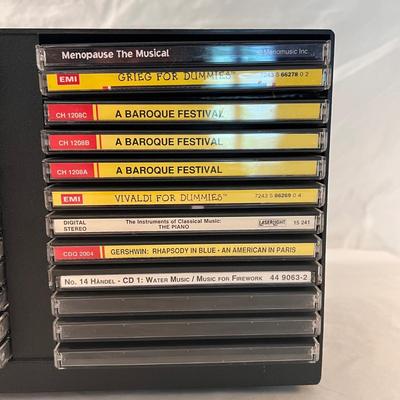 Menopause The Musical © Menomusic Inc
EMI GRIEG FOR DUMMIES™ 7243 5 66278 0 2
CH 1208C A BAROQUE FESTIVAL
CH 1208B A BAROQUE FESTIVAL
CH 1208A A BAROQUE FESTIVAL
EMI VIVALDI FOR DUMMIES™ 7243 5 66269 0 4
DIGITAL STEREO The Instruments of Classical Music: THE PIANO LASERLIGHT 15 241
CDQ 2004 GERSHWIN: RHAPSODY IN BLUE - AN AMERICAN IN PARIS
No. 14 HÄNDEL - CD 1: WATER MUSIC / MUSIC FOR FIREWORK 44 9063-2